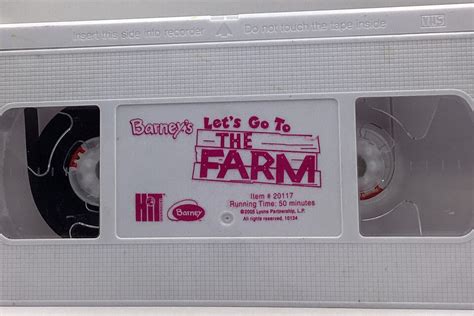 Insert this side into recorder
Do not touch the tape inside
VHS
Barney's Let's Go To
THE
FARM
HiT
Barney
Item # 20117
Running Time: 50 minutes
©2005 Lyons Partnership, L.P.
All rights reserved, 10134